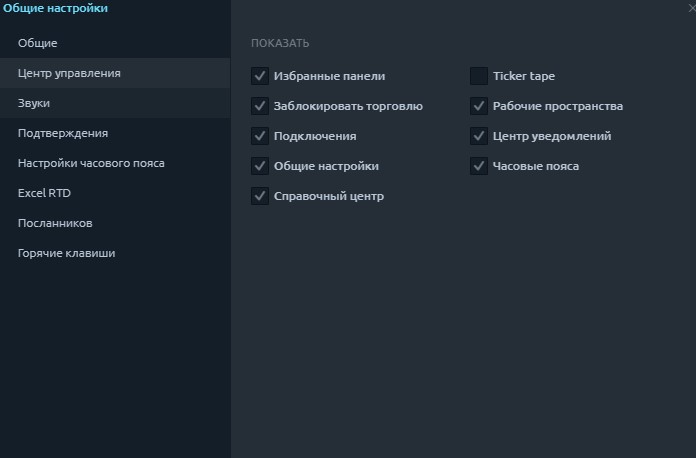 Общие настройки
Общие
Центр управления
Звуки
Подтверждения
Настройки часового пояса
Excel RTD
Посланников
Горячие клавиши
ПОКАЗАТЬ
Избранные панели
Ticker tape
Заблокировать торговлю
Рабочие пространства
Подключения
Центр уведомлений
Общие настройки
Часовые пояса
Справочный центр